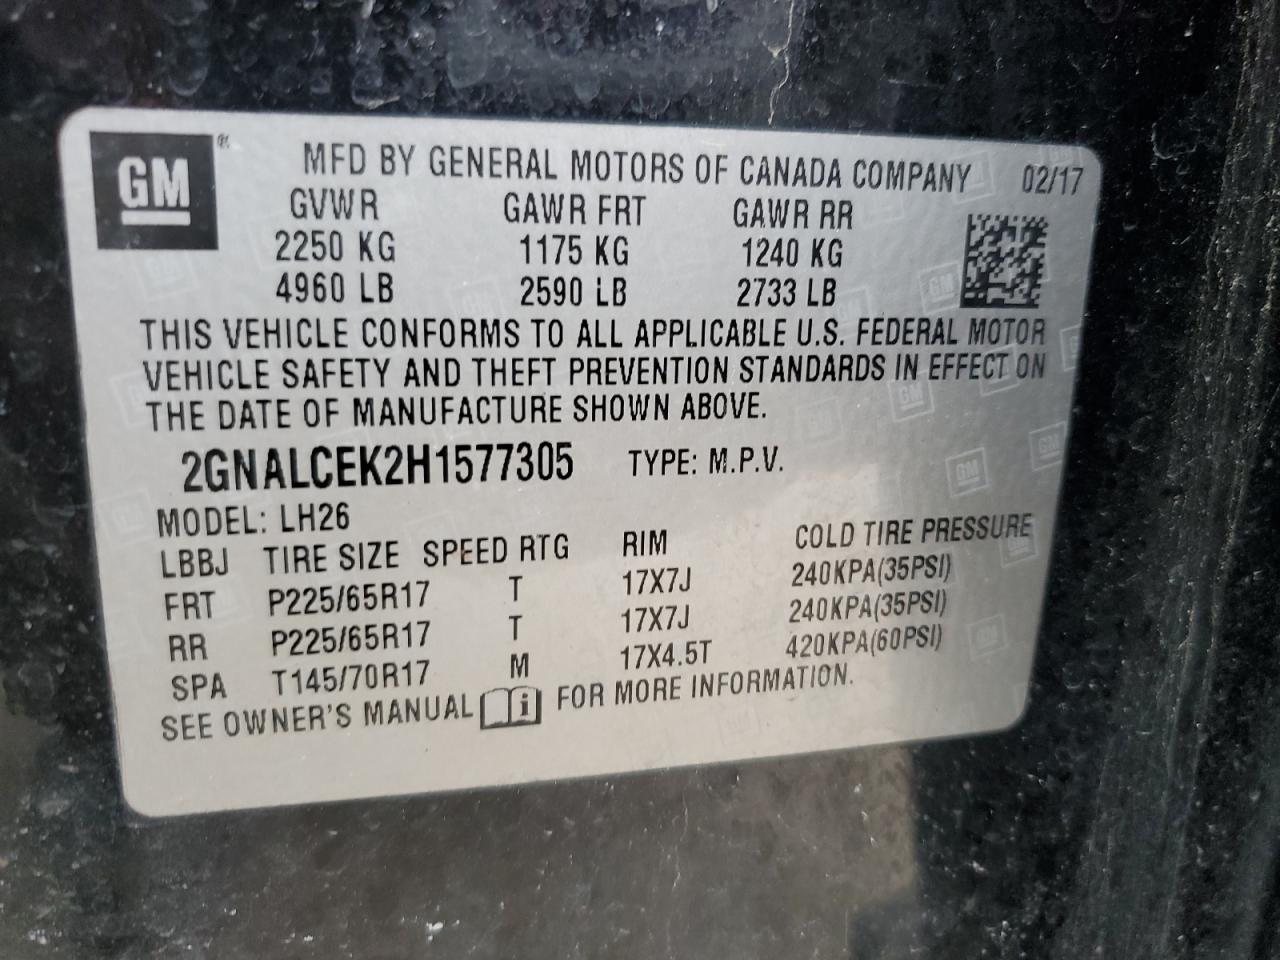 GM ®
MFD BY GENERAL MOTORS OF CANADA COMPANY 02/17
GVWR GAWR FRT GAWR RR
2250 KG 1175 KG 1240 KG
4960 LB 2590 LB 2733 LB
THIS VEHICLE CONFORMS TO ALL APPLICABLE U.S. FEDERAL MOTOR
VEHICLE SAFETY AND THEFT PREVENTION STANDARDS IN EFFECT ON
THE DATE OF MANUFACTURE SHOWN ABOVE.
2GNALCEK2H1577305 TYPE: M.P.V.
MODEL: LH26
LBBJ TIRE SIZE SPEED RTG RIM COLD TIRE PRESSURE
FRT P225/65R17 T 17X7J 240KPA(35PSI)
RR P225/65R17 T 17X7J 240KPA(35PSI)
SPA T145/70R17 M 17X4.5T 420KPA(60PSI)
SEE OWNER'S MANUAL i FOR MORE INFORMATION.